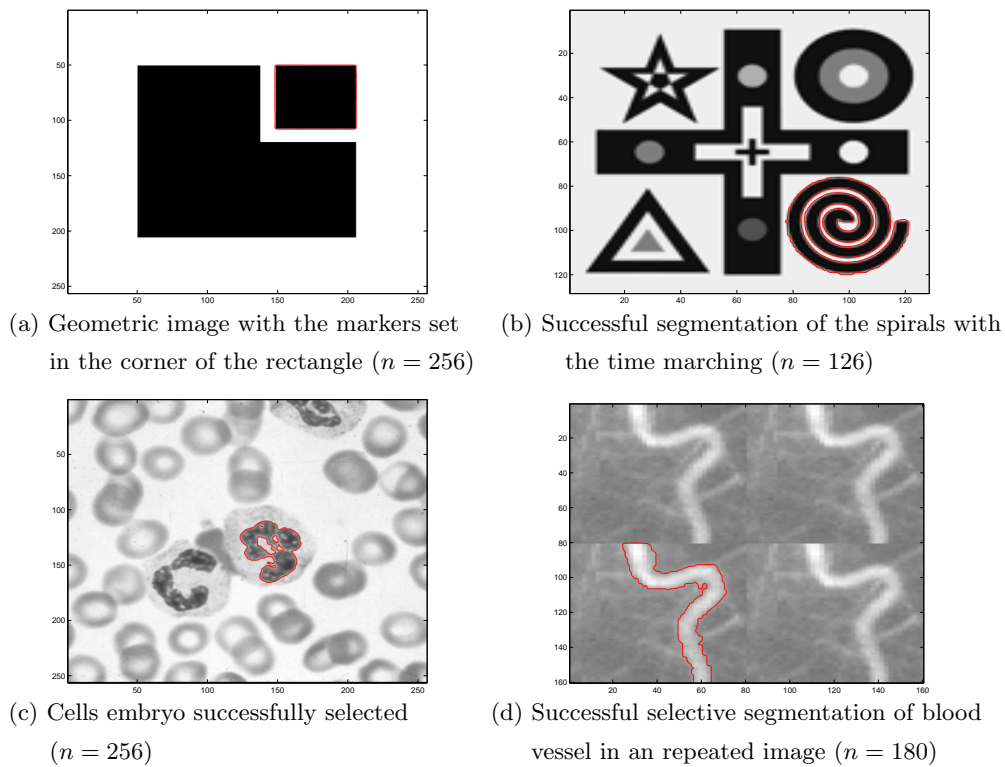 50
100
150
200
250
50 100 150 200 250
(a) Geometric image with the markers set
in the corner of the rectangle (n = 256)
20
40
60
80
100
120
20 40 60 80 100 120
(b) Successful segmentation of the spirals with
the time marching (n = 126)
50
100
150
200
250
50 100 150 200 250
(c) Cells embryo successfully selected
(n = 256)
20
40
60
80
100
120
140
160
20 40 60 80 100 120 140 160
(d) Successful selective segmentation of blood
vessel in an repeated image (n = 180)